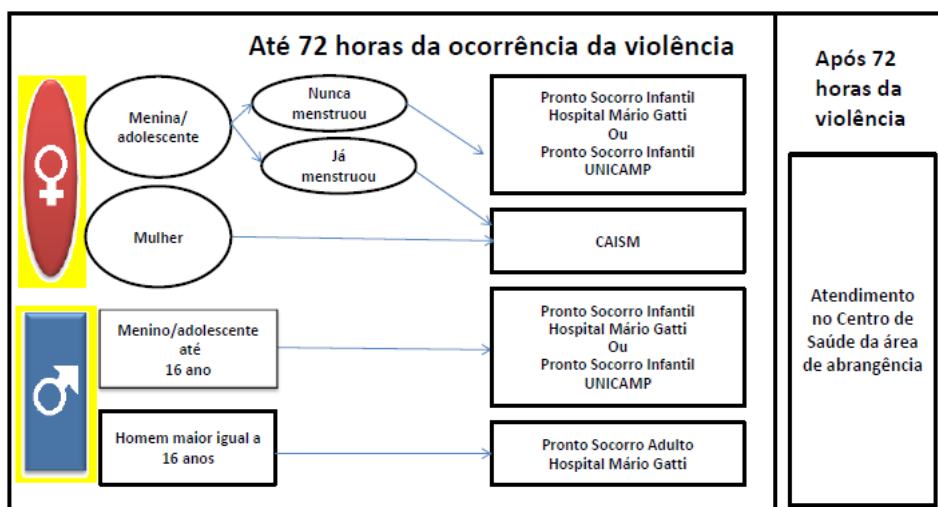 Até 72 horas da ocorrência da violência
Menina/
adolescente
Nunca
menstruou
Já
menstruou
Pronto Socorro Infantil
Hospital Mário Gatti
Ou
Pronto Socorro Infantil
UNICAMP
Mulher
CAISM
Menino/adolescente
até
16 ano
Pronto Socorro Infantil
Hospital Mário Gatti
Ou
Pronto Socorro Infantil
UNICAMP
Homem maior igual a
16 anos
Pronto Socorro Adulto
Hospital Mário Gatti
Após 72
horas da
violência
Atendimento
no Centro de
Saúde da área
de abrangência